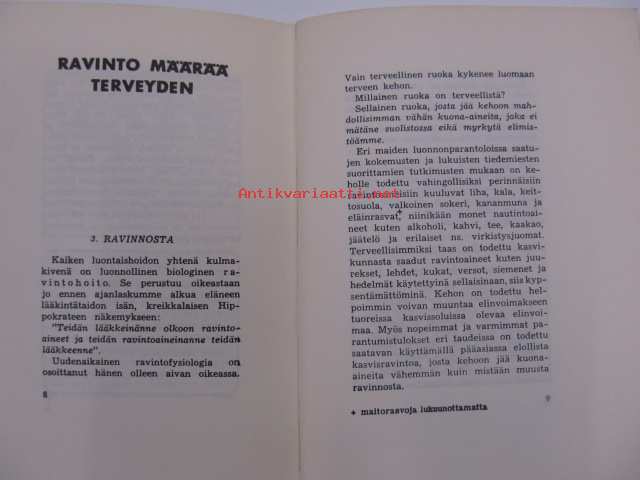 RAVINTO MÄÄRÄÄ
TERVEYDEN
3. RAVINNOSTA
Kaiken luontaishoidon yhtenä kulma-
kivenä on luonnollinen biologinen ra-
vintohoito. Se perustuu oikeastaan
jo ennen ajanlaskumme alkua eläneen
lääkintätaidon isän, kreikkalaisen Hip-
pokrateen näkemykseen:
"Teidän lääkkeinänne olkoon ravinto-
aineet ja teidän ravintoaineinanne teidän
lääkkeenne".
Uudenaikainen ravintofysiologia on
osoittanut hänen olleen aivan oikeassa.
8
Vain terveellinen ruoka kykenee luomaan
terveen kehon.
Millainen ruoka on terveellistä?
Sellainen ruoka, josta jää kehoon mah-
dollisimman vähän kuona-aineita, joka ei
mätäne suolistossa eikä myrkytä elimis-
töämme.
Eri maiden luonnonparantoloissa saatu-
jen kokemusten ja lukuisten tiedemiesten
suorittamien tutkimusten mukaan on ke-
holle todettu vahingollisiksi perinnäisiin
Antikvariaatti.net
kuuluvat liha, kala, keit-
tosuola, valkoinen sokeri, kananmuna ja
eläinrasvat,+ niinikään monet nautintoai-
neet kuten alkoholi, kahvi, tee, kaakao,
jäätelö ja erilaiset ns. virkistysjuomat.
Terveellisimmiksi taas on todettu kasvi-
kunnasta saadut ravintoaineet kuten juu-
rekset, lehdet, kukat, versot, siemenet ja
hedelmät käytettyinä sellaisinaan, siis kyp-
sentämättöminä. Kehon on todettu hel-
poimmin voivan muuntaa elinvoimakseen
tuoreissa kasvissoluissa olevaa elinvoi-
maa. Myös nopeimmat ja varmimmat pa-
rantumistulokset eri taudeissa on todettu
saatavan käyttämällä pääasiassa elollista
kasvisravintoa, josta kehoon jää kuona-
aineita vähemmän kuin mistään muusta
ravinnosta.
9
+ maitorasvoja lukuunottamatta